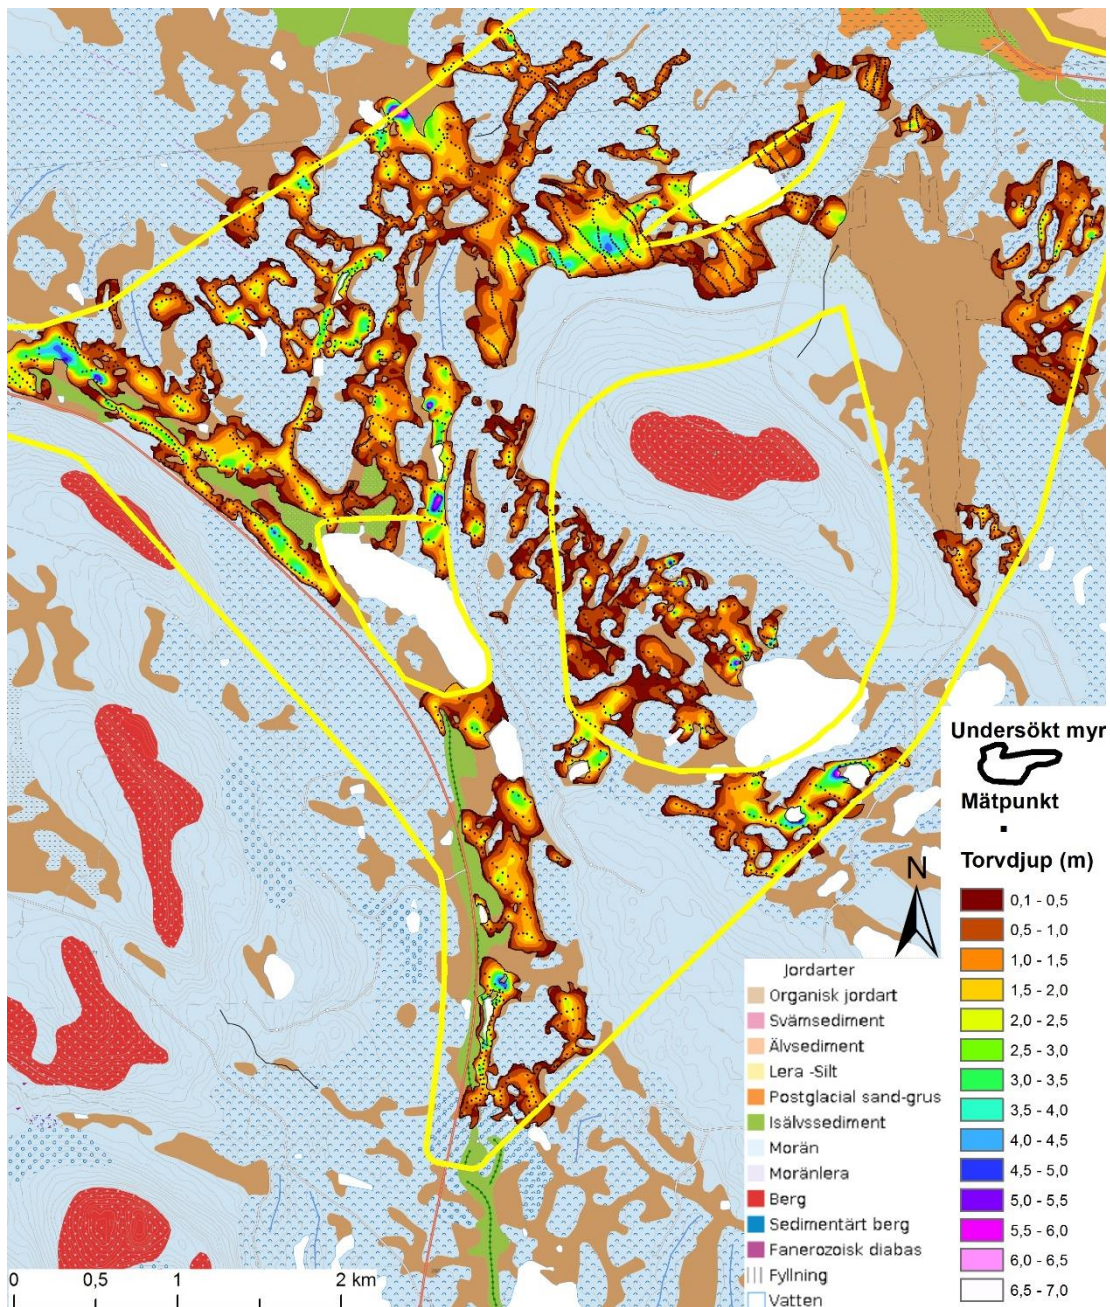 Undersökt myr
Mätpunkt
N
Torvdjup (m)
0,1 - 0,5
0,5 - 1,0
1,0 - 1,5
1,5 - 2,0
2,0 - 2,5
2,5 - 3,0
3,0 - 3,5
3,5 - 4,0
4,0 - 4,5
4,5 - 5,0
5,0 - 5,5
5,5 - 6,0
6,0 - 6,5
6,5 - 7,0
Jordarter
Organisk jordart
Svämsediment
Älvsediment
Lera -Silt
Postglacial sand-grus
Isälvssediment
Morän
Moränlera
Berg
Sedimentärt berg
Fanerozoisk diabas
Fyllning
Vatten
0 0,5 1 2 km